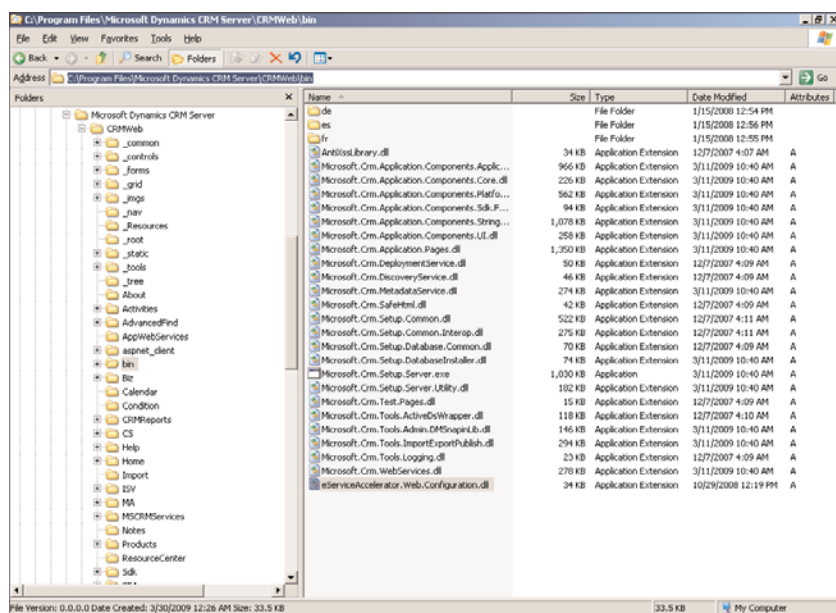 C:\Program Files\Microsoft Dynamics CRM Server\CRMWeb\bin
File Edit View Favorites Tools Help
Back Search Folders
Address C:\Program Files\Microsoft Dynamics CRM Server\CRMWeb\bin Go
Folders
Microsoft Dynamics CRM Server
CRMWeb
_common
_controls
_forms
_grid
_imgs
_nav
_Resources
_root
_static
_tools
_tree
About
Activities
AdvancedFind
AppWebServices
aspnet_client
bin
Biz
Calendar
Condition
CRMReports
CS
Help
Home
Import
ISV
MA
MSCRMServices
Notes
Products
ResourceCenter
Sdk
Name Size Type Date Modified Attributes
de File Folder 1/15/2008 12:54 PM
es File Folder 1/15/2008 12:56 PM
fr File Folder 1/15/2008 12:55 PM
AntiXssLibrary.dll 34 KB Application Extension 12/7/2007 4:07 AM A
Microsoft.Crm.Application.Components.Applic... 966 KB Application Extension 3/11/2009 10:40 AM A
Microsoft.Crm.Application.Components.Core.dll 226 KB Application Extension 3/11/2009 10:40 AM A
Microsoft.Crm.Application.Components.Platfo... 562 KB Application Extension 3/11/2009 10:40 AM A
Microsoft.Crm.Application.Components.Sdk.F... 94 KB Application Extension 3/11/2009 10:40 AM A
Microsoft.Crm.Application.Components.String... 1,078 KB Application Extension 3/11/2009 10:40 AM A
Microsoft.Crm.Application.Components.UI.dll 258 KB Application Extension 3/11/2009 10:40 AM A
Microsoft.Crm.Application.Pages.dll 1,350 KB Application Extension 3/11/2009 10:40 AM A
Microsoft.Crm.DeploymentService.dll 50 KB Application Extension 12/7/2007 4:09 AM A
Microsoft.Crm.DiscoveryService.dll 46 KB Application Extension 12/7/2007 4:09 AM A
Microsoft.Crm.MetadataService.dll 274 KB Application Extension 3/11/2009 10:40 AM A
Microsoft.Crm.SafeHtml.dll 42 KB Application Extension 12/7/2007 4:09 AM A
Microsoft.Crm.Setup.Common.dll 522 KB Application Extension 12/7/2007 4:11 AM A
Microsoft.Crm.Setup.Common.Interop.dll 275 KB Application Extension 12/7/2007 4:11 AM A
Microsoft.Crm.Setup.Database.Common.dll 70 KB Application Extension 12/7/2007 4:09 AM A
Microsoft.Crm.Setup.DatabaseInstaller.dll 74 KB Application Extension 3/11/2009 10:40 AM A
Microsoft.Crm.Setup.Server.exe 1,030 KB Application 3/11/2009 10:40 AM A
Microsoft.Crm.Setup.Server.Utility.dll 182 KB Application Extension 3/11/2009 10:40 AM A
Microsoft.Crm.Test.Pages.dll 15 KB Application Extension 12/7/2007 4:09 AM A
Microsoft.Crm.Tools.ActiveDsWrapper.dll 118 KB Application Extension 12/7/2007 4:10 AM A
Microsoft.Crm.Tools.Admin.DMSnapinLib.dll 146 KB Application Extension 3/11/2009 10:40 AM A
Microsoft.Crm.Tools.ImportExportPublish.dll 294 KB Application Extension 3/11/2009 10:40 AM A
Microsoft.Crm.Tools.Logging.dll 23 KB Application Extension 12/7/2007 4:09 AM A
Microsoft.Crm.WebServices.dll 278 KB Application Extension 3/11/2009 10:40 AM A
eServiceAccelerator.Web.Configuration.dll 34 KB Application Extension 10/29/2008 12:19 PM A
File Version: 0.0.0.0 Date Created: 3/30/2009 12:26 AM Size: 33.5 KB 33.5 KB My Computer